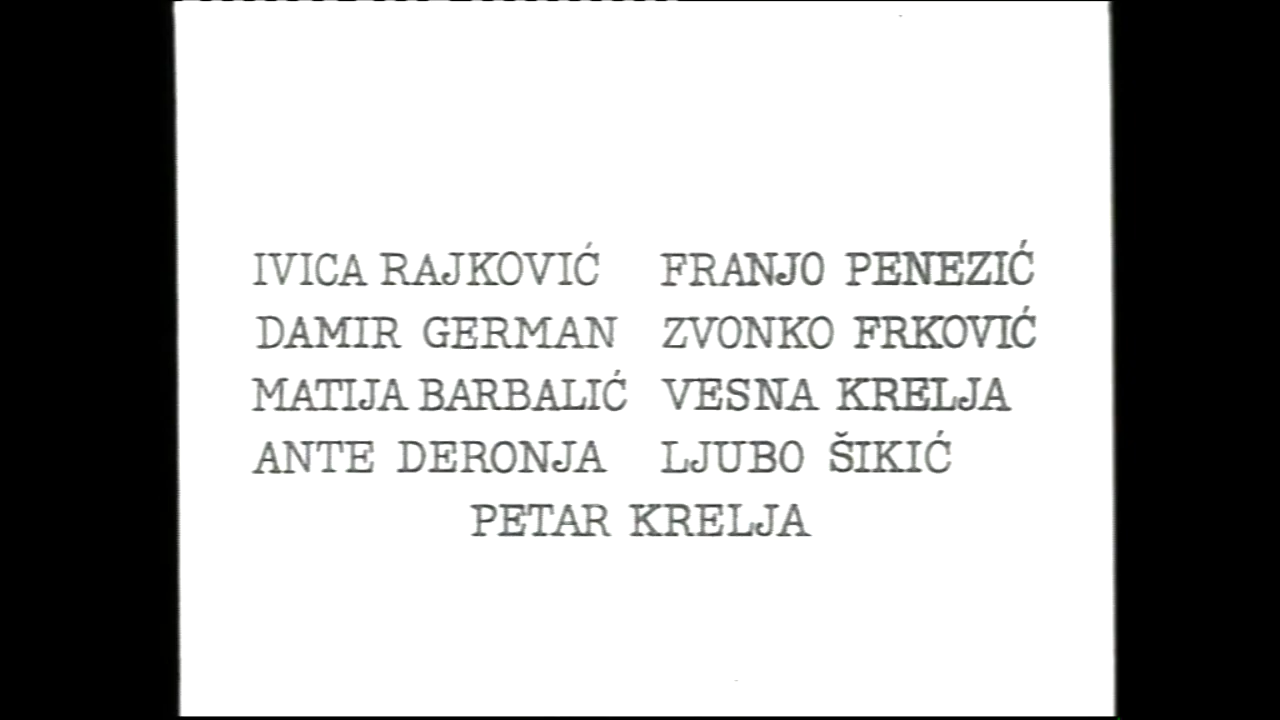 IVICA RAJKOVIĆ FRANJO PENEZIĆ
DAMIR GERMAN ZVONKO FRKOVIĆ
MATIJA BARBALIĆ VESNA KRELJA
ANTE DERONJA LJUBO ŠIKIĆ
PETAR KRELJA